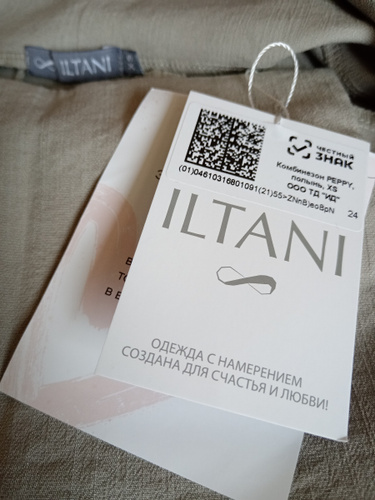 ILTANI
XS
ЧЕСТНЫЙ
ЗНАК
Комбинезон PEPPY,
полынь, XS
ООО ТД "ИД"
24
(01)04610316801091(21)55>ZNnB)eoBpN
ILTANI
ОДЕЖДА С НАМЕРЕНИЕМ
СОЗДАНА ДЛЯ СЧАСТЬЯ И ЛЮБВИ!